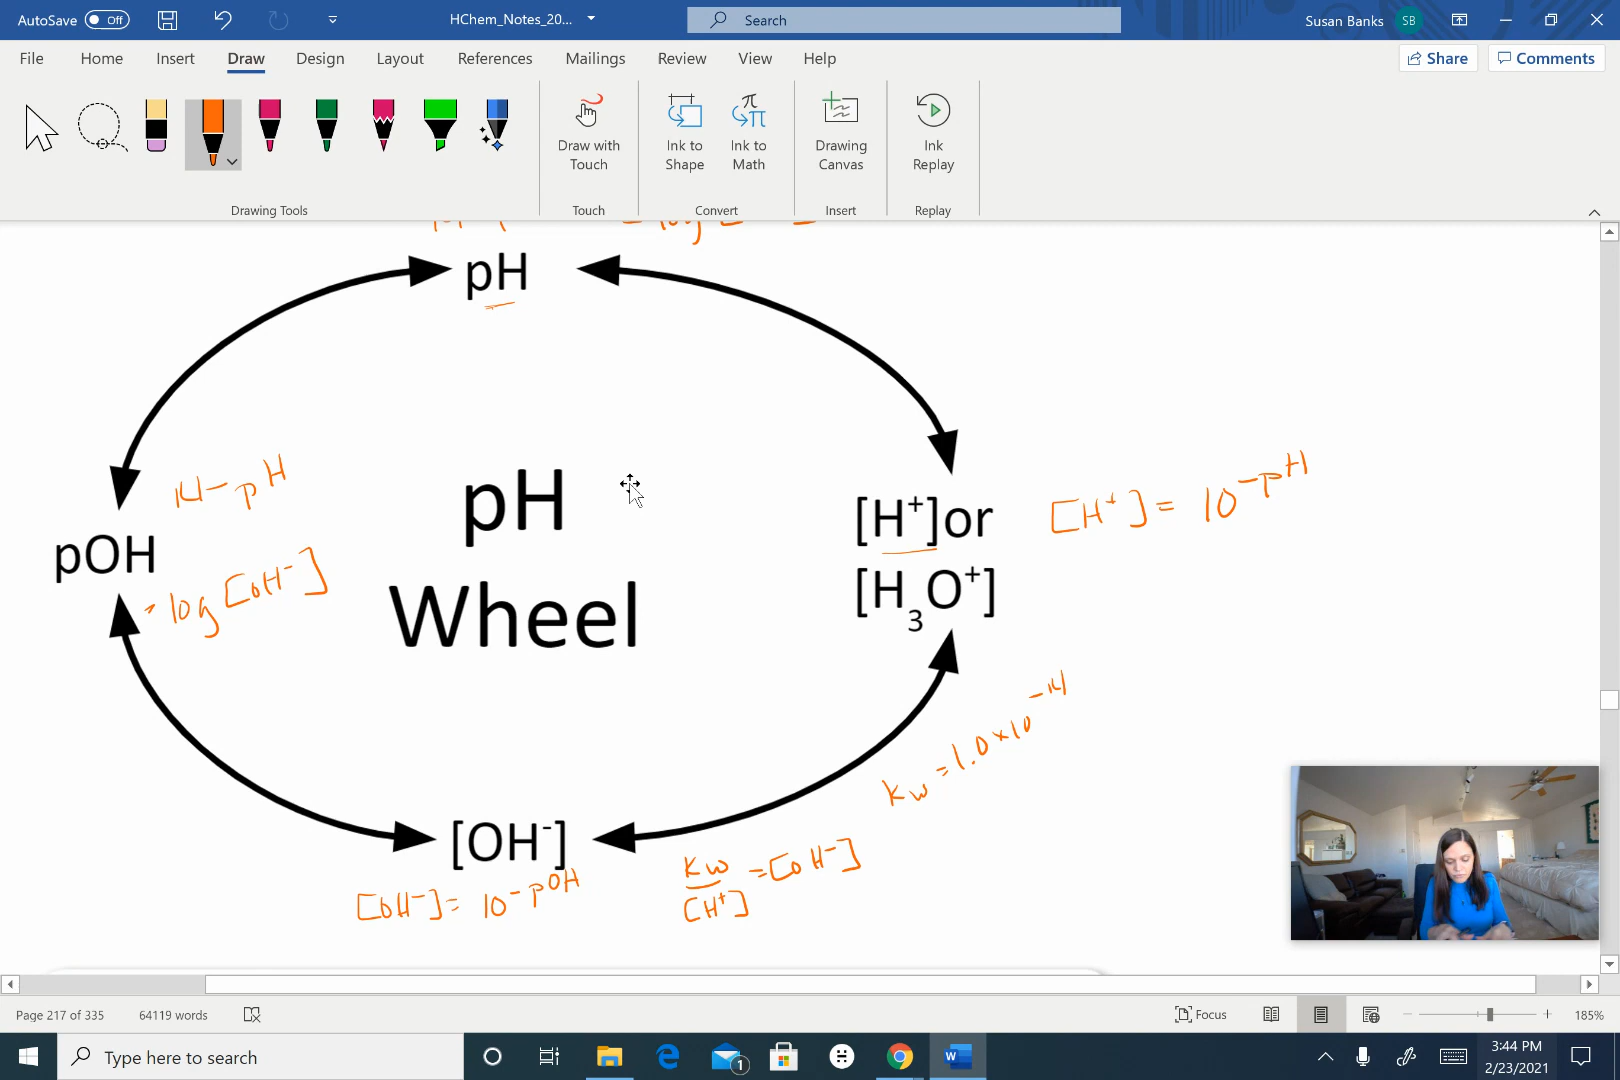 AutoSave Off
HChem_Notes_20...
Search
Susan Banks SB
File Home Insert Draw Design Layout References Mailings Review View Help
Share Comments
Draw with Touch
Ink to Shape
Ink to Math
Drawing Canvas
Ink Replay
Drawing Tools Touch Convert Insert Replay
pH
14-pH
pOH
-log[OH⁻]
pH
Wheel
[H⁺]or
[H₃O⁺]
[H⁺] = 10^-pH
Kw = 1.0×10^-14
[OH⁻]
[OH⁻] = 10^-pOH
Kw = [OH⁻]
[H⁺]
Page 217 of 335 64119 words
Focus 185%
Type here to search
1
3:44 PM
2/23/2021